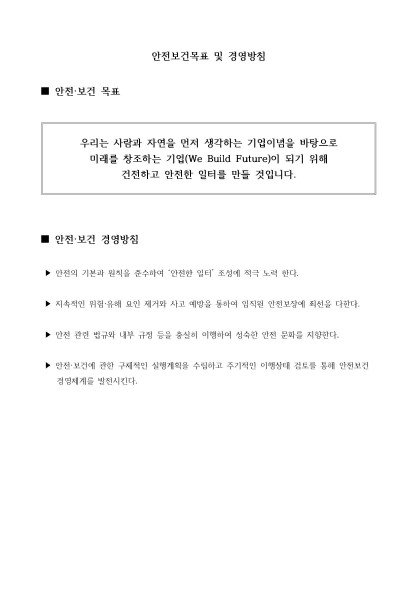 안전보건목표 및 경영방침
■ 안전·보건 목표
우리는 사람과 자연을 먼저 생각하는 기업이념을 바탕으로
미래를 창조하는 기업(We Build Future)이 되기 위해
건전하고 안전한 일터를 만들 것입니다.
■ 안전·보건 경영방침
▶ 안전의 기본과 원칙을 준수하여 '안전한 일터' 조성에 적극 노력 한다.
▶ 지속적인 위험·유해 요인 제거와 사고 예방을 통하여 임직원 안전보장에 최선을 다한다.
▶ 안전 관련 법규와 내부 규정 등을 충실히 이행하여 성숙한 안전 문화를 지향한다.
▶ 안전·보건에 관한 구체적인 실행계획을 수립하고 주기적인 이행상태 검토를 통해 안전보건
경영체계를 발전시킨다.